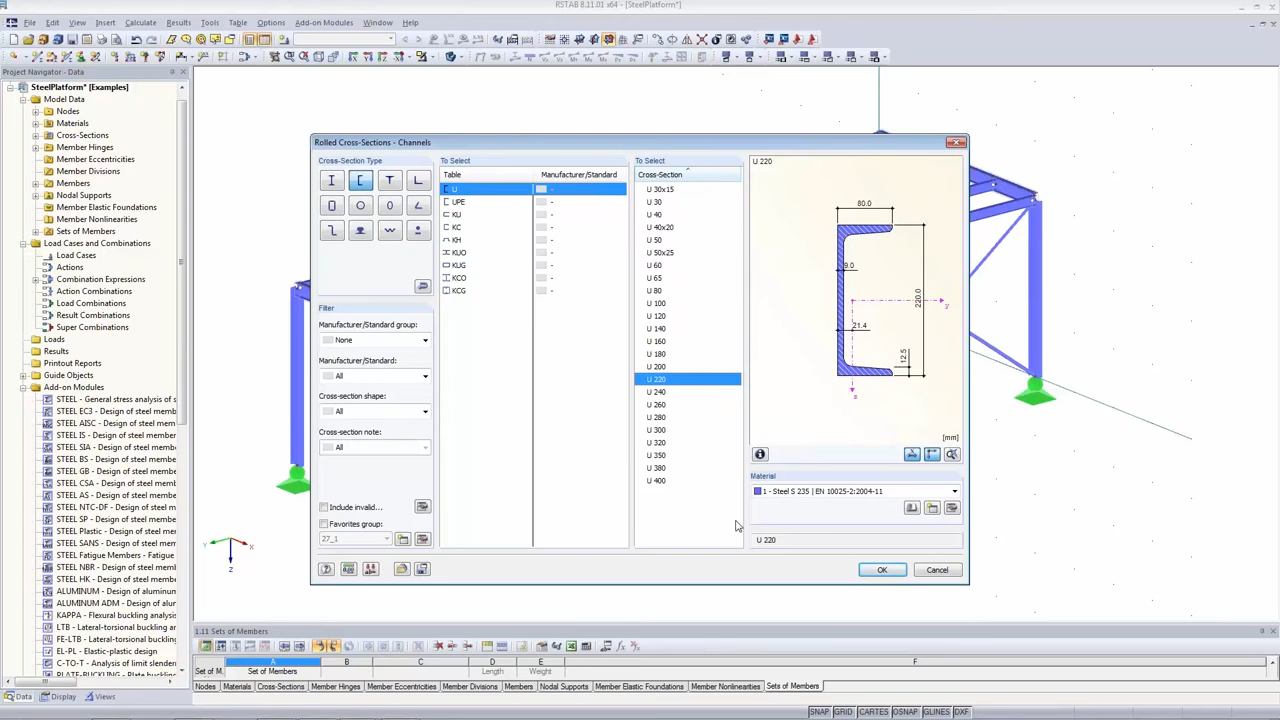 RSTAB 8.11.01 x64 - [SteelPlatform*]
File Edit View Insert Calculate Results Tools Table Options Add-on Modules Window Help
Project Navigator - Data
SteelPlatform* [Examples]
Model Data
Nodes
Materials
Cross-Sections
Member Hinges
Member Eccentricities
Member Divisions
Members
Nodal Supports
Member Elastic Foundations
Member Nonlinearities
Sets of Members
Load Cases and Combinations
Load Cases
Actions
Combination Expressions
Action Combinations
Load Combinations
Result Combinations
Super Combinations
Loads
Results
Printout Reports
Guide Objects
Add-on Modules
STEEL - General stress analysis of s
STEEL EC3 - Design of steel membe
STEEL AISC - Design of steel memb
STEEL IS - Design of steel members
STEEL SIA - Design of steel membe
STEEL BS - Design of steel membe
STEEL GB - Design of steel membe
STEEL CSA - Design of steel membe
STEEL AS - Design of steel membe
STEEL NTC-DF - Design of steel me
STEEL SP - Design of steel membe
STEEL Plastic - Design of steel mem
STEEL SANS - Design of steel mem
STEEL Fatigue Members - Fatigue d
STEEL NBR - Design of steel membe
STEEL HK - Design of steel membe
ALUMINUM - Design of aluminum
ALUMINUM ADM - Design of alum
KAPPA - Flexural buckling analysis
LTB - Lateral-torsional buckling an
FE-LTB - Lateral-torsional buckling
EL-PL - Elastic-plastic design
C-TO-T - Analysis of limit slender
PLATE-BUCKLING - Plate buckling
Data Display Views
Rolled Cross-Sections - Channels
Cross-Section Type
Filter
Manufacturer/Standard group:
None
Manufacturer/Standard:
All
Cross-section shape:
All
Cross-section note:
All
Include invalid...
Favorites group:
27_1
To Select
Table Manufacturer/Standard
U -
UPE -
KU -
KC -
KH -
KUO -
KUG -
KCO -
KCG -
To Select
Cross-Section
U 30x15
U 30
U 40
U 40x20
U 50
U 50x25
U 60
U 65
U 80
U 100
U 120
U 140
U 160
U 180
U 200
U 220
U 240
U 260
U 280
U 300
U 320
U 350
U 380
U 400
U 220
80.0
9.0
220.0
y
21.4
12.5
z
[mm]
Material
1 - Steel S 235 | EN 10025-2:2004-11
U 220
OK Cancel
Y X
Z
1.11 Sets of Members
A B C D E F
Set of M. Set of Members Length Weight
Nodes Materials Cross-Sections Member Hinges Member Eccentricities Member Divisions Members Nodal Supports Member Elastic Foundations Member Nonlinearities Sets of Members
SNAP GRID CARTES OSNAP GLINES DXF